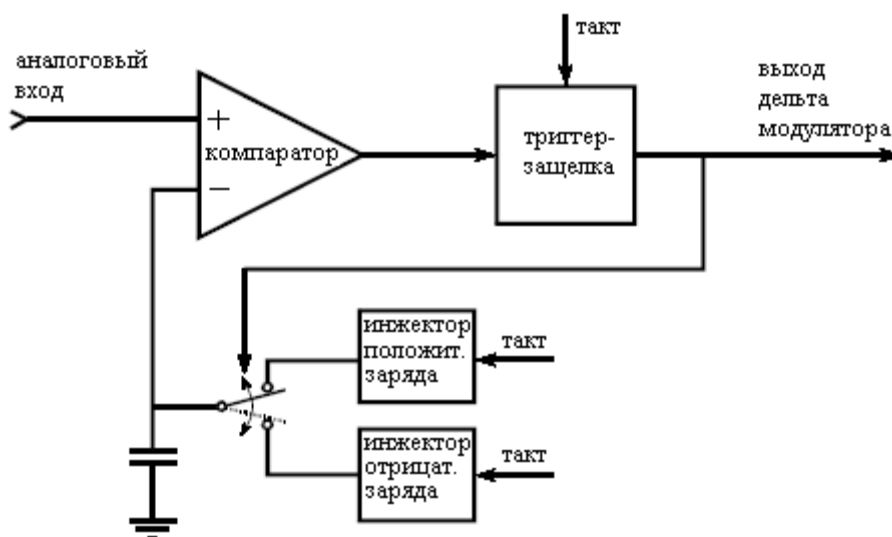 такт
аналоговый
вход
выход
дельта
модулятора
+
компаратор
−
триггер-
защелка
инжектор
положит.
заряда
такт
инжектор
отрицат.
заряда
такт